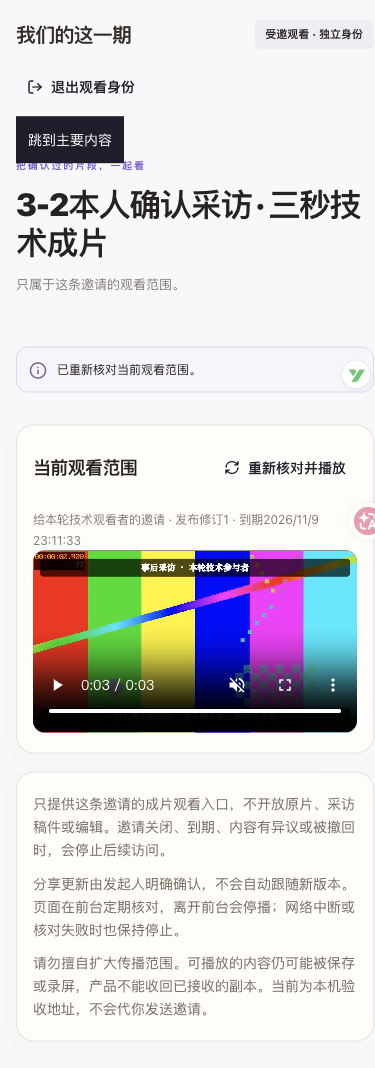 我们的这一期
受邀观看 · 独立身份
退出观看身份
跳到主要内容
把确认过的片段，一起看
3-2本人确认采访·三秒技
术成片
只属于这条邀请的观看范围。
已重新核对当前观看范围。
当前观看范围
重新核对并播放
给本轮技术观看者的邀请 · 发布修订1 · 到期2026/11/9
23:11:33
00:00:02.920
73
事后采访 · 本轮技术参与者
0:03 / 0:03
只提供这条邀请的成片观看入口，不开放原片、采访
稿件或编辑。邀请关闭、到期、内容有异议或被撤回
时，会停止后续访问。
分享更新由发起人明确确认，不会自动跟随新版本。
页面在前台定期核对，离开前台会停播；网络中断或
核对失败时也保持停止。
请勿擅自扩大传播范围。可播放的内容仍可能被保存
或录屏，产品不能收回已接收的副本。当前为本机验
收地址，不会代你发送邀请。